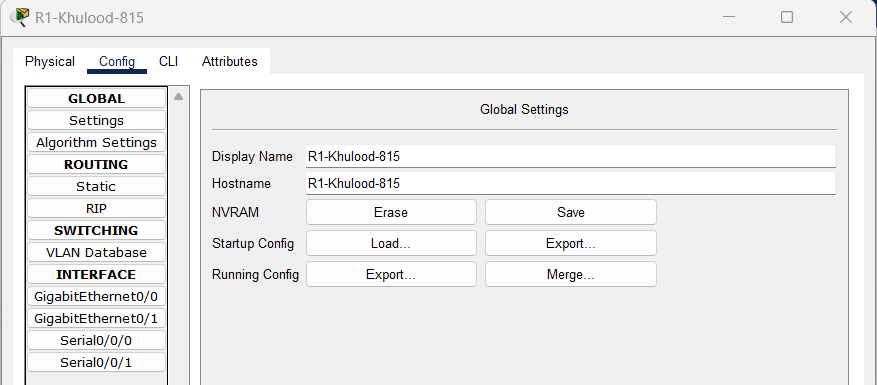 R1-Khulood-815
Physical Config CLI Attributes
GLOBAL
Settings
Algorithm Settings
ROUTING
Static
RIP
SWITCHING
VLAN Database
INTERFACE
GigabitEthernet0/0
GigabitEthernet0/1
Serial0/0/0
Serial0/0/1
Global Settings
Display Name R1-Khulood-815
Hostname R1-Khulood-815
NVRAM Erase Save
Startup Config Load... Export...
Running Config Export... Merge...